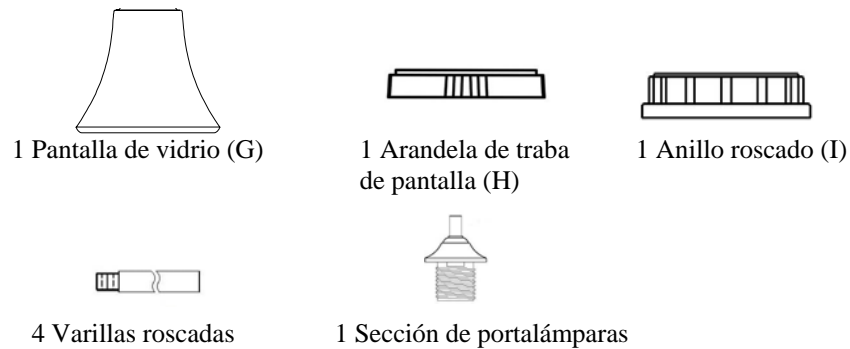 1 Pantalla de vidrio (G)
1 Arandela de traba
de pantalla (H)
1 Anillo roscado (I)
4 Varillas roscadas
1 Sección de portalámparas